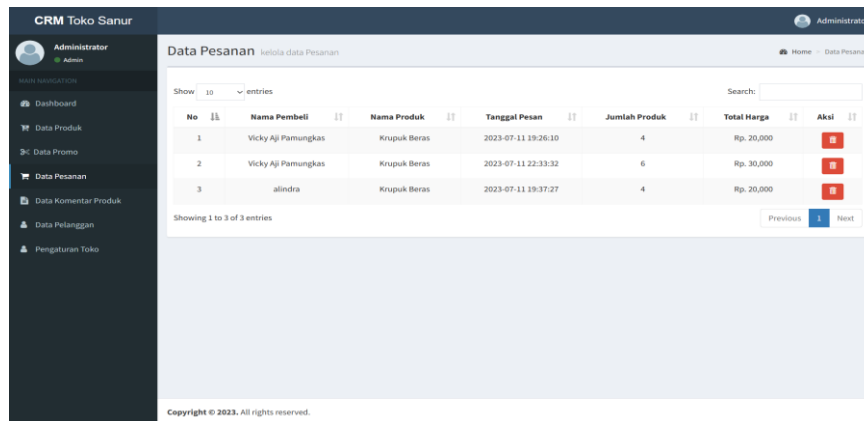 CRM Toko Sanur
Administrato
Administrator
Admin
MAIN NAVIGATION
Dashboard
Data Produk
Data Promo
Data Pesanan
Data Komentar Produk
Data Pelanggan
Pengaturan Toko
Data Pesanan kelola data Pesanan
Home > Data Pesana
Show 10 entries
Search:
No Nama Pembeli Nama Produk Tanggal Pesan Jumlah Produk Total Harga Aksi
1 Vicky Aji Pamungkas Krupuk Beras 2023-07-11 19:26:10 4 Rp. 20,000
2 Vicky Aji Pamungkas Krupuk Beras 2023-07-11 22:33:32 6 Rp. 30,000
3 alindra Krupuk Beras 2023-07-11 19:37:27 4 Rp. 20,000
Showing 1 to 3 of 3 entries
Previous 1 Next
Copyright © 2023. All rights reserved.